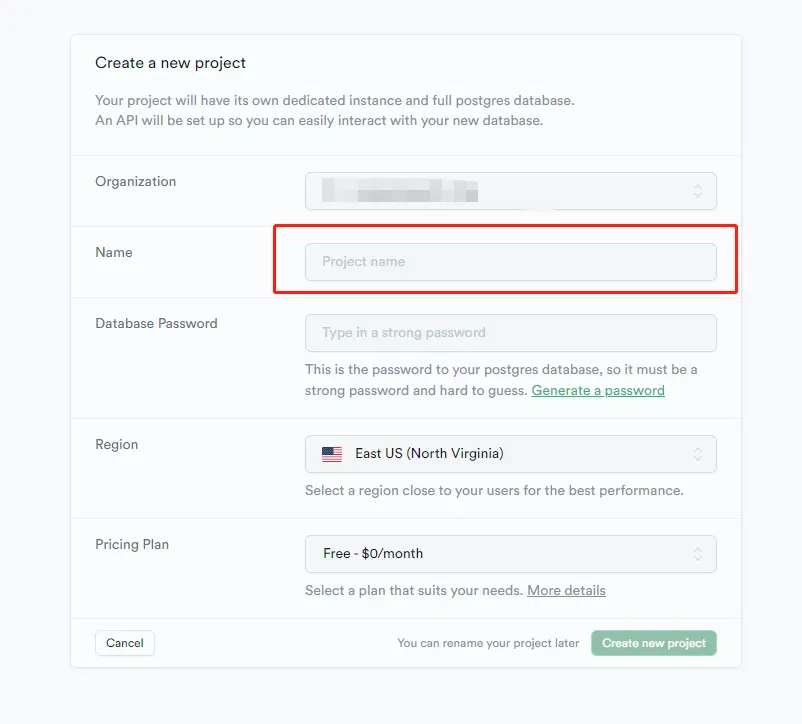 Create a new project
Your project will have its own dedicated instance and full postgres database.
An API will be set up so you can easily interact with your new database.
Organization
Name
Project name
Database Password
Type in a strong password
This is the password to your postgres database, so it must be a
strong password and hard to guess. Generate a password
Region
East US (North Virginia)
Select a region close to your users for the best performance.
Pricing Plan
Free - $0/month
Select a plan that suits your needs. More details
Cancel
You can rename your project later
Create new project